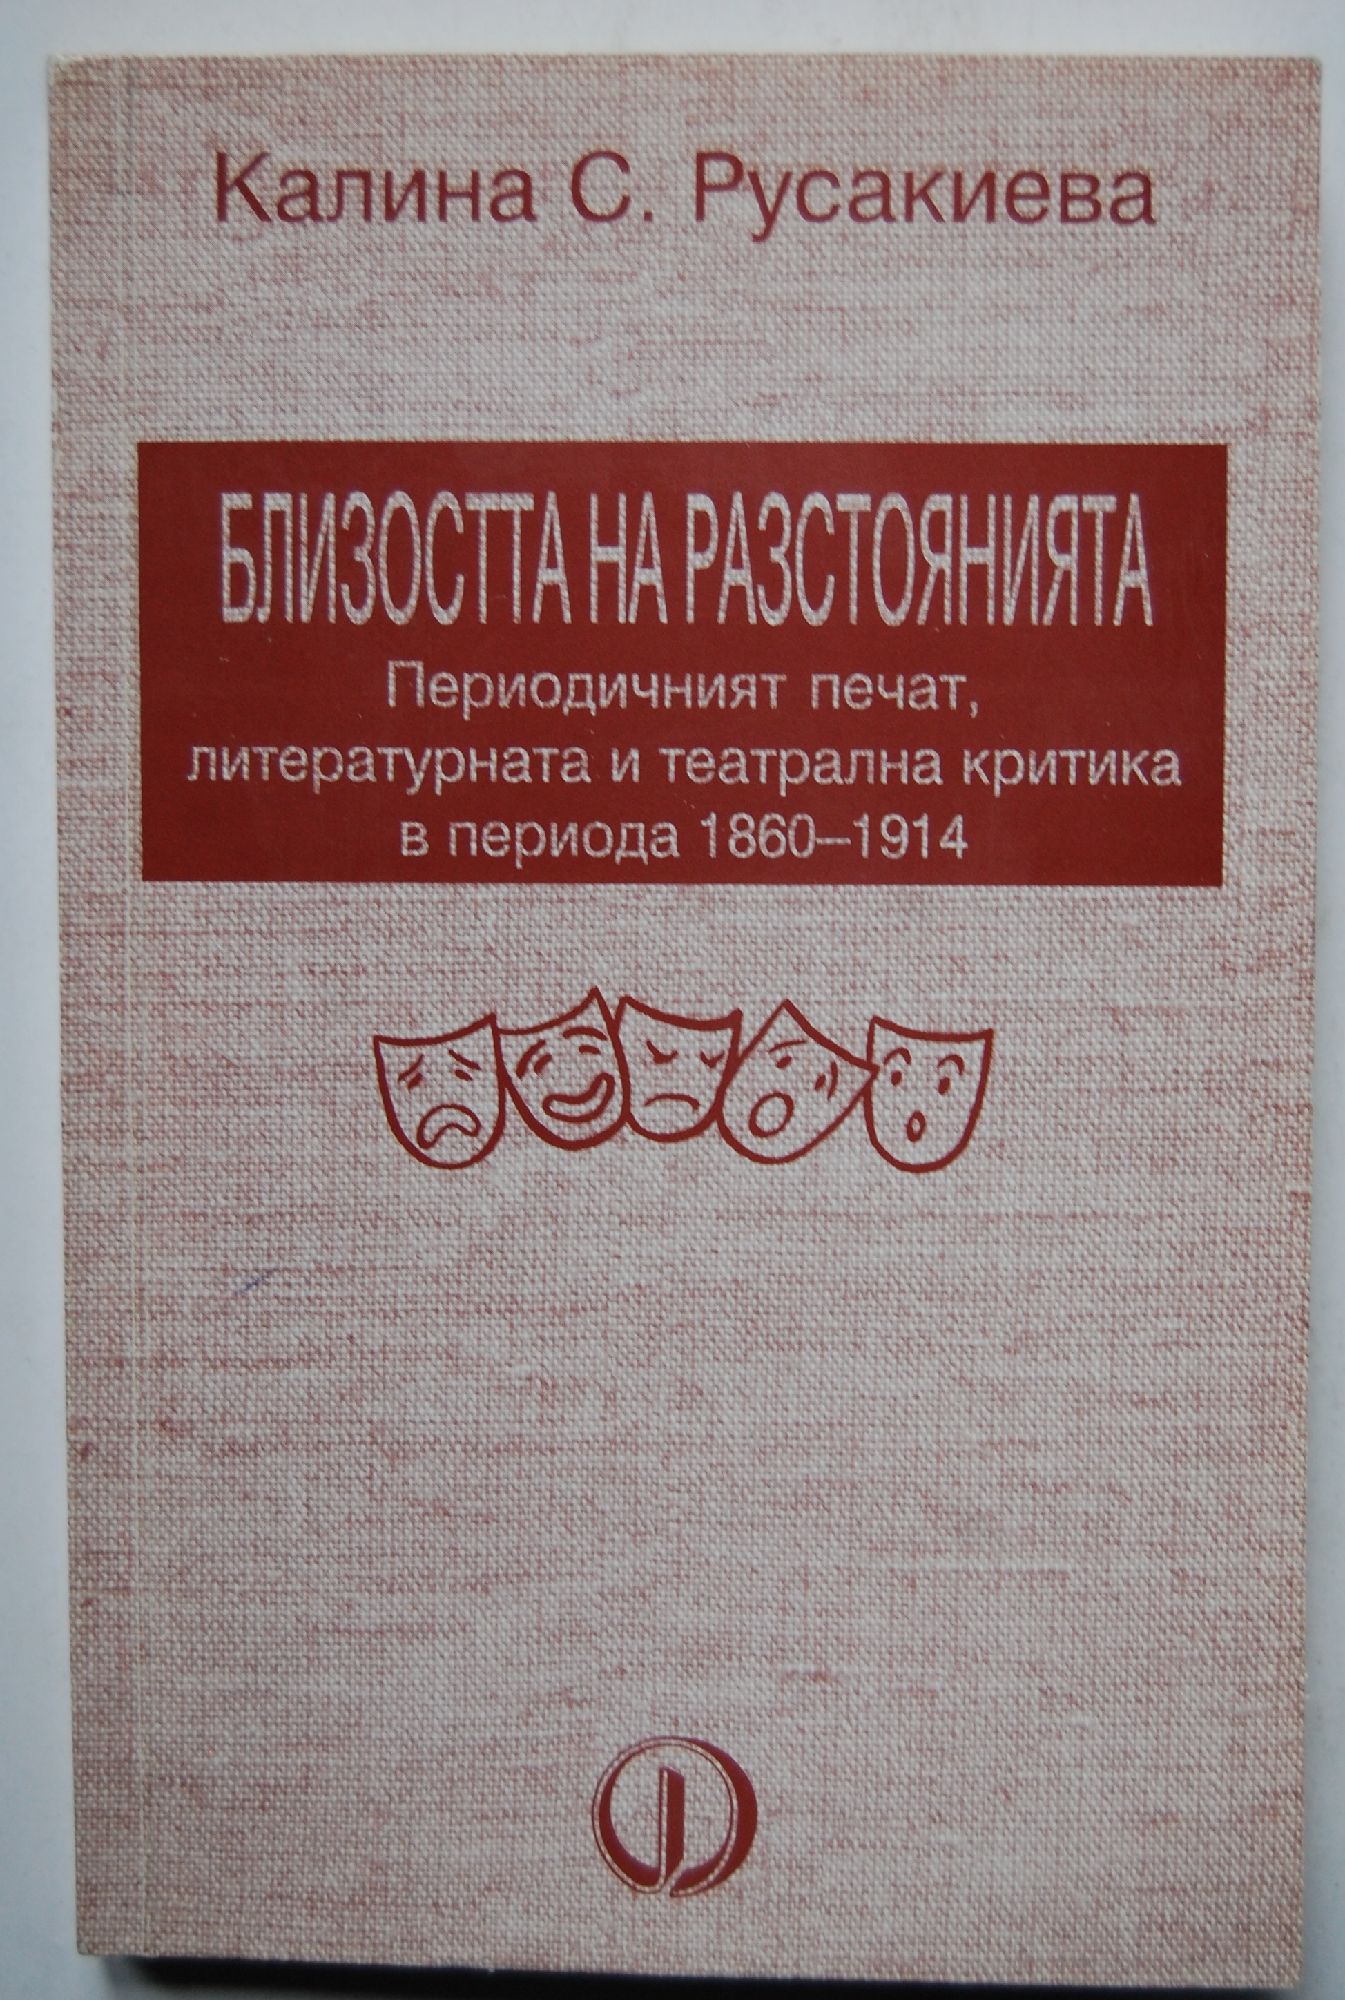 Калина С. Русакиева
БЛИЗОСТТА НА РАЗСТОЯНИЯТА
Периодичният печат,
литературната и театрална критика
в периода 1860–1914